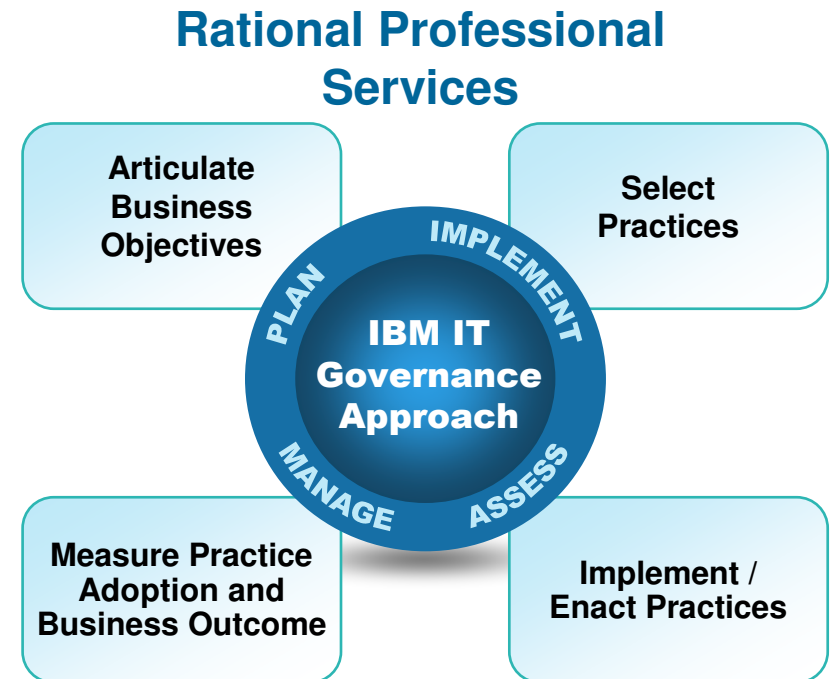 Rational Professional
Services
Articulate
Business
Objectives
Select
Practices
PLAN
IMPLEMENT
IBM IT
Governance
Approach
MANAGE
ASSESS
Measure Practice
Adoption and
Business Outcome
Implement /
Enact Practices